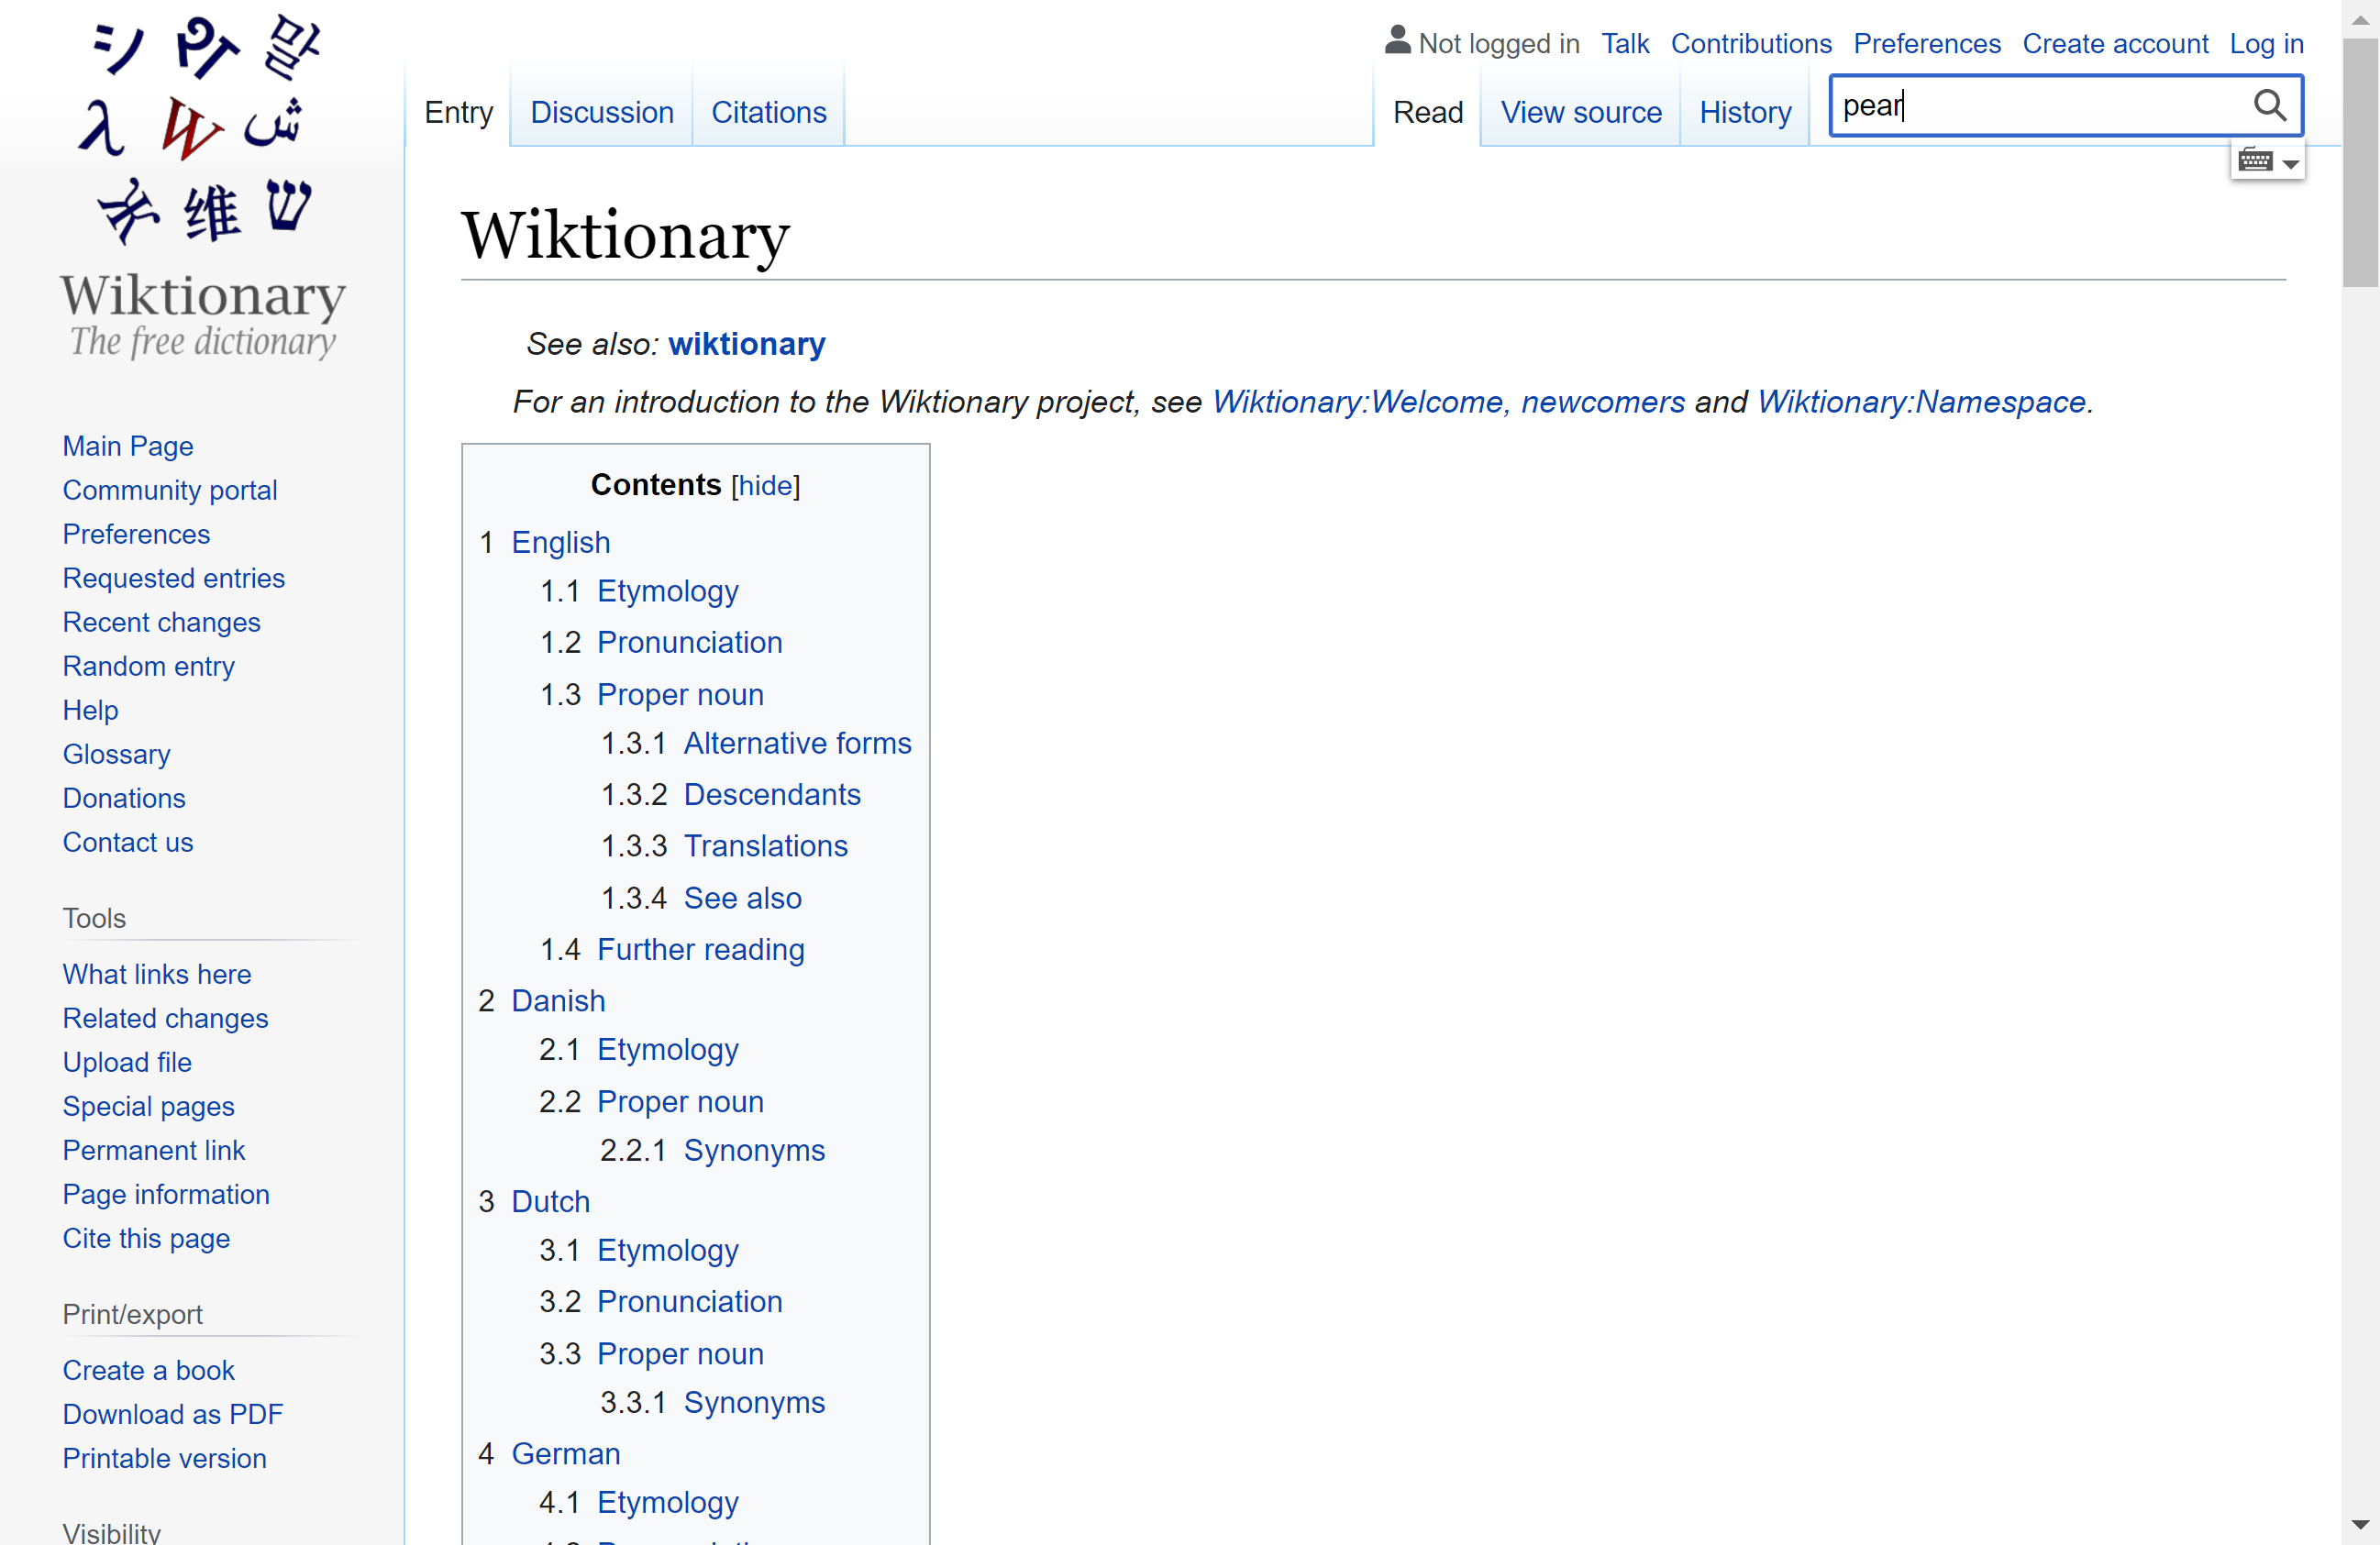 Wiktionary
The free dictionary
Main Page
Community portal
Preferences
Requested entries
Recent changes
Random entry
Help
Glossary
Donations
Contact us
Tools
What links here
Related changes
Upload file
Special pages
Permanent link
Page information
Cite this page
Print/export
Create a book
Download as PDF
Printable version
Visibility
Not logged in Talk Contributions Preferences Create account Log in
Entry Discussion Citations Read View source History pear
Wiktionary
See also: wiktionary
For an introduction to the Wiktionary project, see Wiktionary:Welcome, newcomers and Wiktionary:Namespace.
Contents [hide]
1 English
1.1 Etymology
1.2 Pronunciation
1.3 Proper noun
1.3.1 Alternative forms
1.3.2 Descendants
1.3.3 Translations
1.3.4 See also
1.4 Further reading
2 Danish
2.1 Etymology
2.2 Proper noun
2.2.1 Synonyms
3 Dutch
3.1 Etymology
3.2 Pronunciation
3.3 Proper noun
3.3.1 Synonyms
4 German
4.1 Etymology